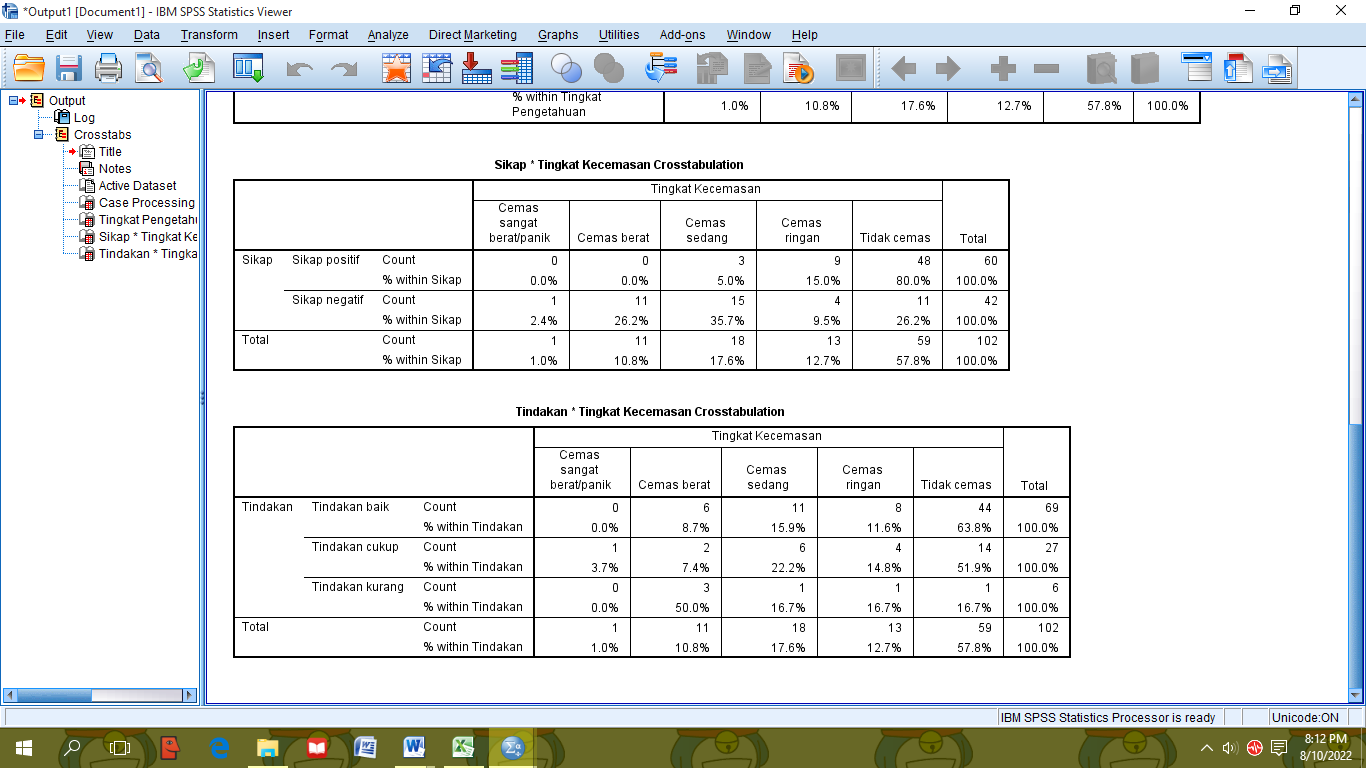 *Output1 [Document1] - IBM SPSS Statistics Viewer
File Edit View Data Transform Insert Format Analyze Direct Marketing Graphs Utilities Add-ons Window Help
Output
Log
Crosstabs
Title
Notes
Active Dataset
Case Processing
Tingkat Pengetahu
Sikap * Tingkat Ke
Tindakan * Tingka
% within Tingkat
Pengetahuan 1.0% 10.8% 17.6% 12.7% 57.8% 100.0%
Sikap * Tingkat Kecemasan Crosstabulation
Tingkat Kecemasan
Cemas
sangat
berat/panik
Cemas berat
Cemas
sedang
Cemas
ringan
Tidak cemas
Total
Sikap Sikap positif Count 0 0 3 9 48 60
% within Sikap 0.0% 0.0% 5.0% 15.0% 80.0% 100.0%
Sikap negatif Count 1 11 15 4 11 42
% within Sikap 2.4% 26.2% 35.7% 9.5% 26.2% 100.0%
Total Count 1 11 18 13 59 102
% within Sikap 1.0% 10.8% 17.6% 12.7% 57.8% 100.0%
Tindakan * Tingkat Kecemasan Crosstabulation
Tingkat Kecemasan
Cemas
sangat
berat/panik
Cemas berat
Cemas
sedang
Cemas
ringan
Tidak cemas
Total
Tindakan Tindakan baik Count 0 6 11 8 44 69
% within Tindakan 0.0% 8.7% 15.9% 11.6% 63.8% 100.0%
Tindakan cukup Count 1 2 6 4 14 27
% within Tindakan 3.7% 7.4% 22.2% 14.8% 51.9% 100.0%
Tindakan kurang Count 0 3 1 1 1 6
% within Tindakan 0.0% 50.0% 16.7% 16.7% 16.7% 100.0%
Total Count 1 11 18 13 59 102
% within Tindakan 1.0% 10.8% 17.6% 12.7% 57.8% 100.0%
IBM SPSS Statistics Processor is ready Unicode:ON
8:12 PM
8/10/2022